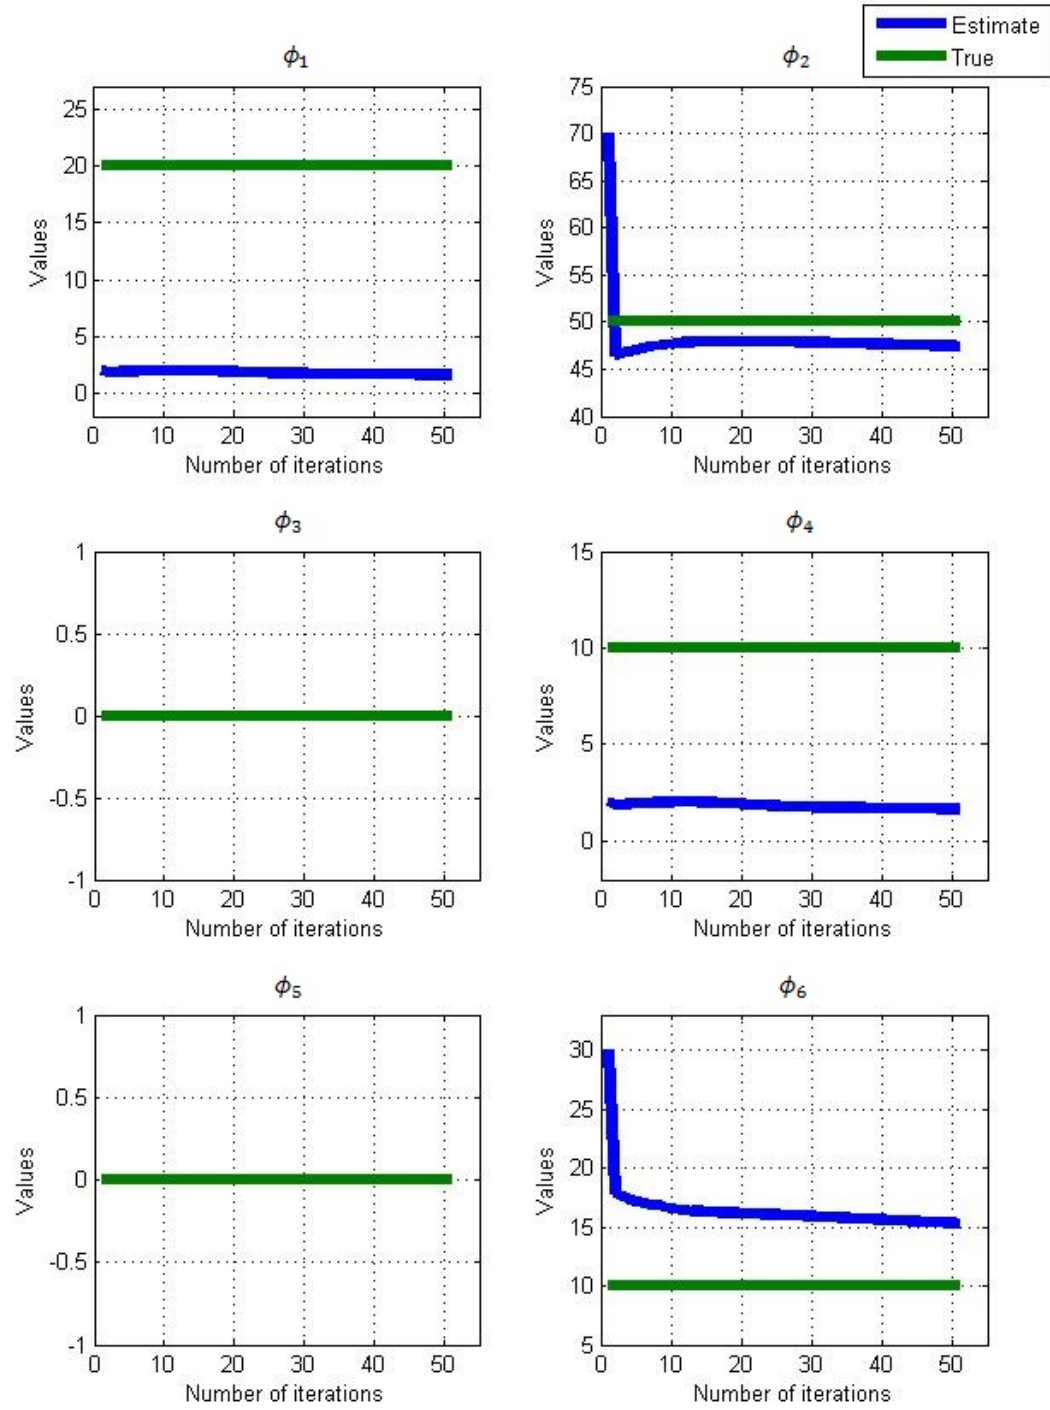 Estimate
True
ϕ₁
25
20
15
10
5
0
Values
0 10 20 30 40 50
Number of iterations
ϕ₂
75
70
65
60
55
50
45
40
Values
0 10 20 30 40 50
Number of iterations
ϕ₃
1
0.5
0
-0.5
-1
Values
0 10 20 30 40 50
Number of iterations
ϕ₄
15
10
5
0
Values
0 10 20 30 40 50
Number of iterations
ϕ₅
1
0.5
0
-0.5
-1
Values
0 10 20 30 40 50
Number of iterations
ϕ₆
30
25
20
15
10
5
Values
0 10 20 30 40 50
Number of iterations